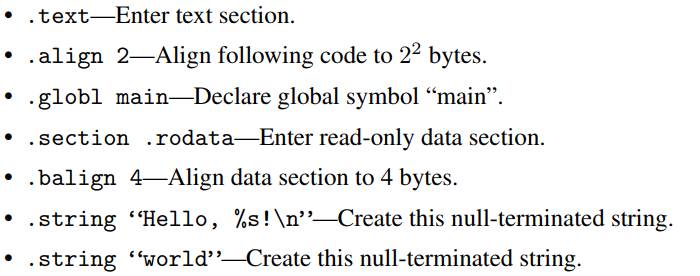 • .text—Enter text section.
• .align 2—Align following code to 2² bytes.
• .globl main—Declare global symbol “main”.
• .section .rodata—Enter read-only data section.
• .balign 4—Align data section to 4 bytes.
• .string “Hello, %s!\n”—Create this null-terminated string.
• .string “world”—Create this null-terminated string.